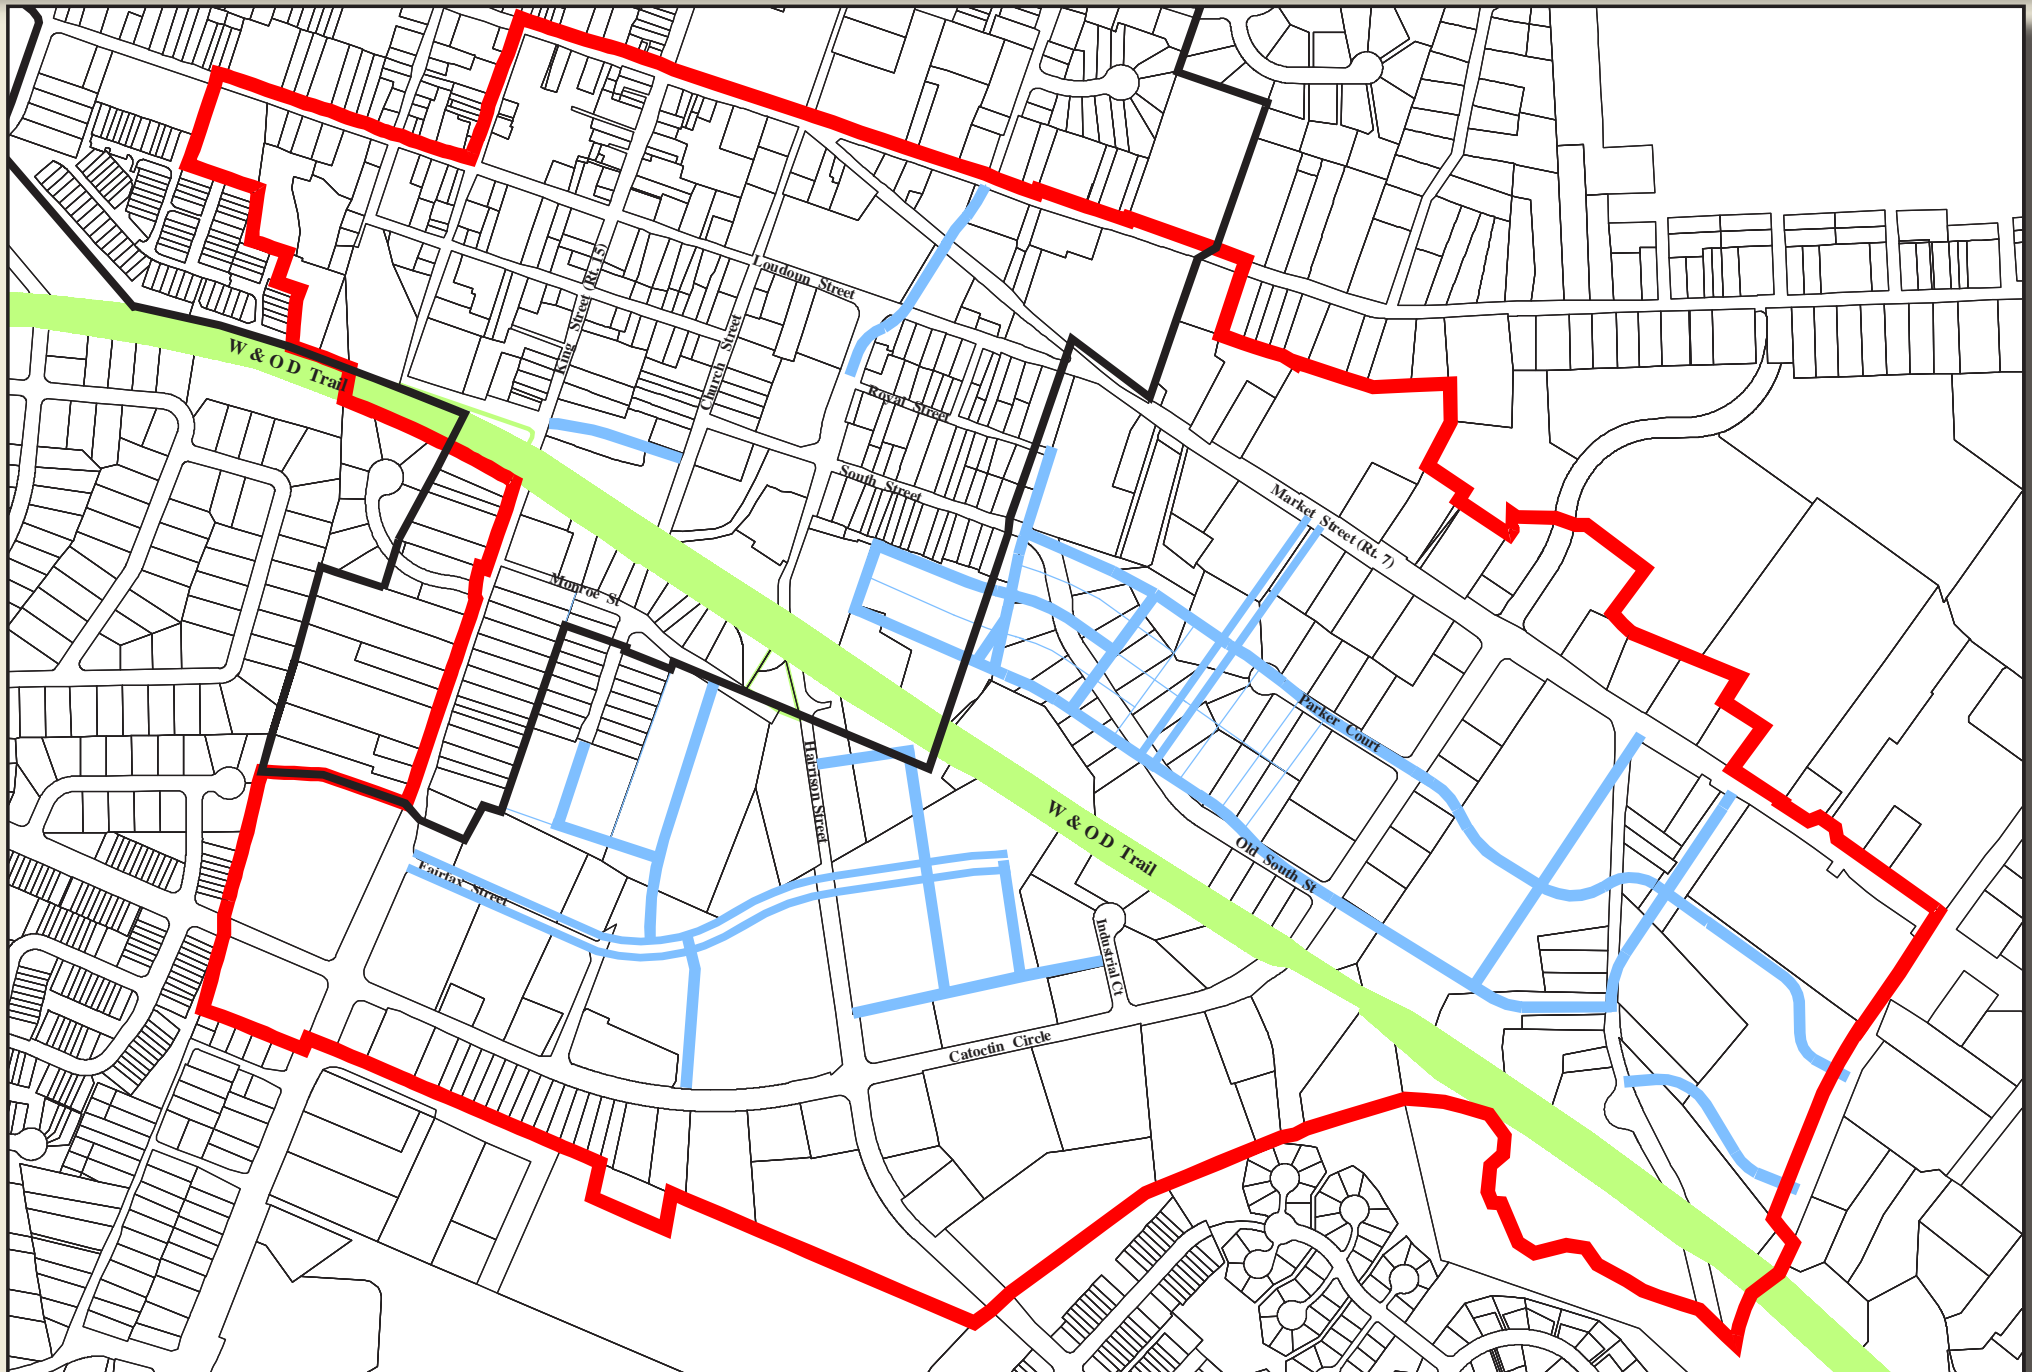 Loudoun Street
King Street (Rt. 15)
Church Street
W & O D Trail
Royal Street
South Street
Market Street (Rt. 7)
Monroe St
Parker Court
Harrison Street
W & O D Trail
Old South St
Fairfax Street
Industrial Ct
Catoctin Circle